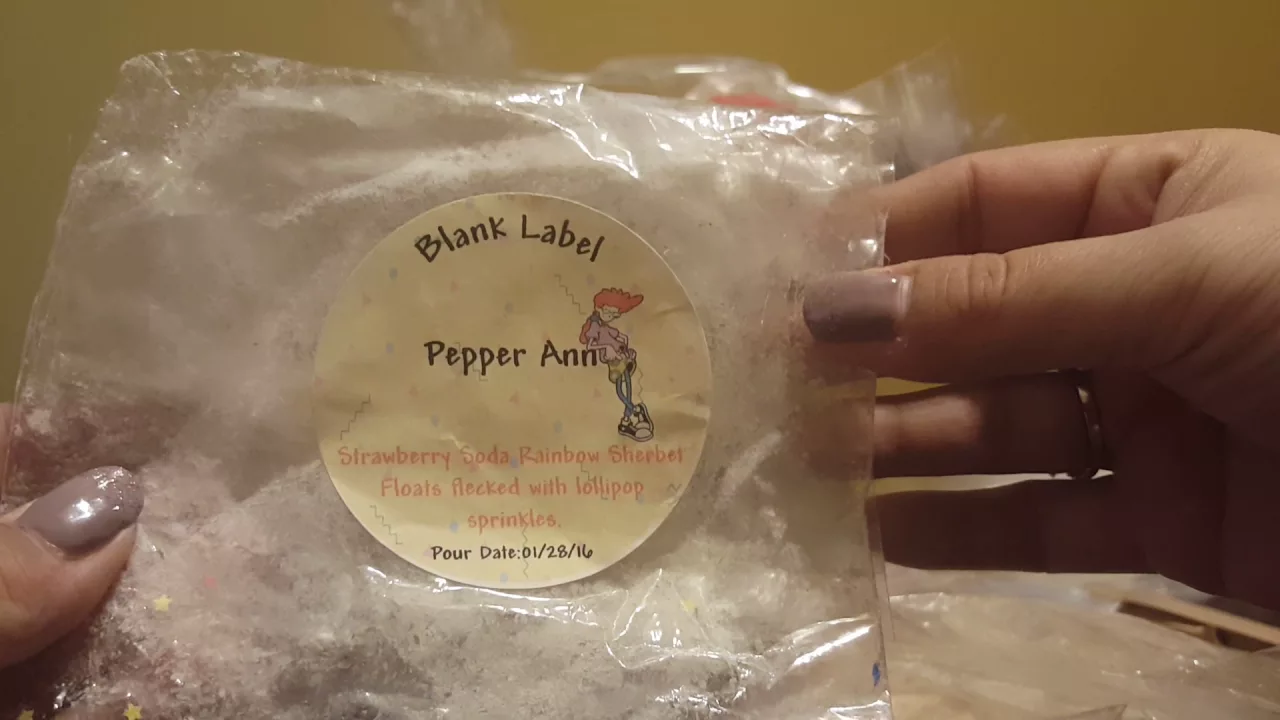 Blank Label
Pepper Ann
Strawberry Soda Rainbow Sherbet
Floats flecked with lollipop
sprinkles.
Pour Date:01/28/16